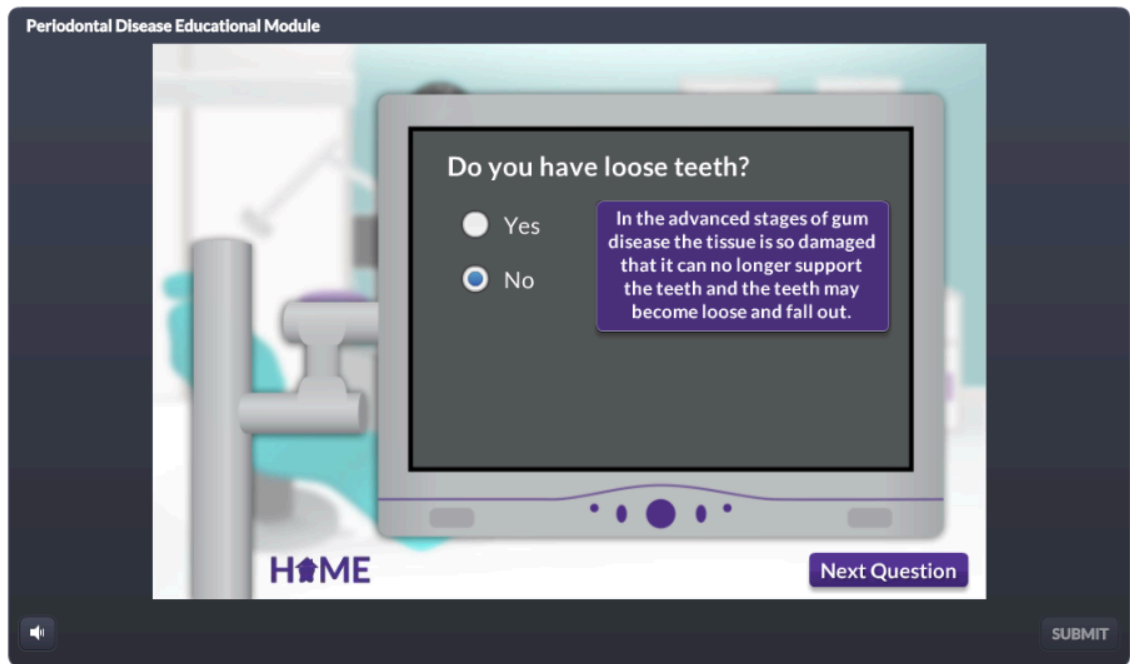 Periodontal Disease Educational Module
Do you have loose teeth?
Yes
No
In the advanced stages of gum
disease the tissue is so damaged
that it can no longer support
the teeth and the teeth may
become loose and fall out.
HOME
Next Question
SUBMIT